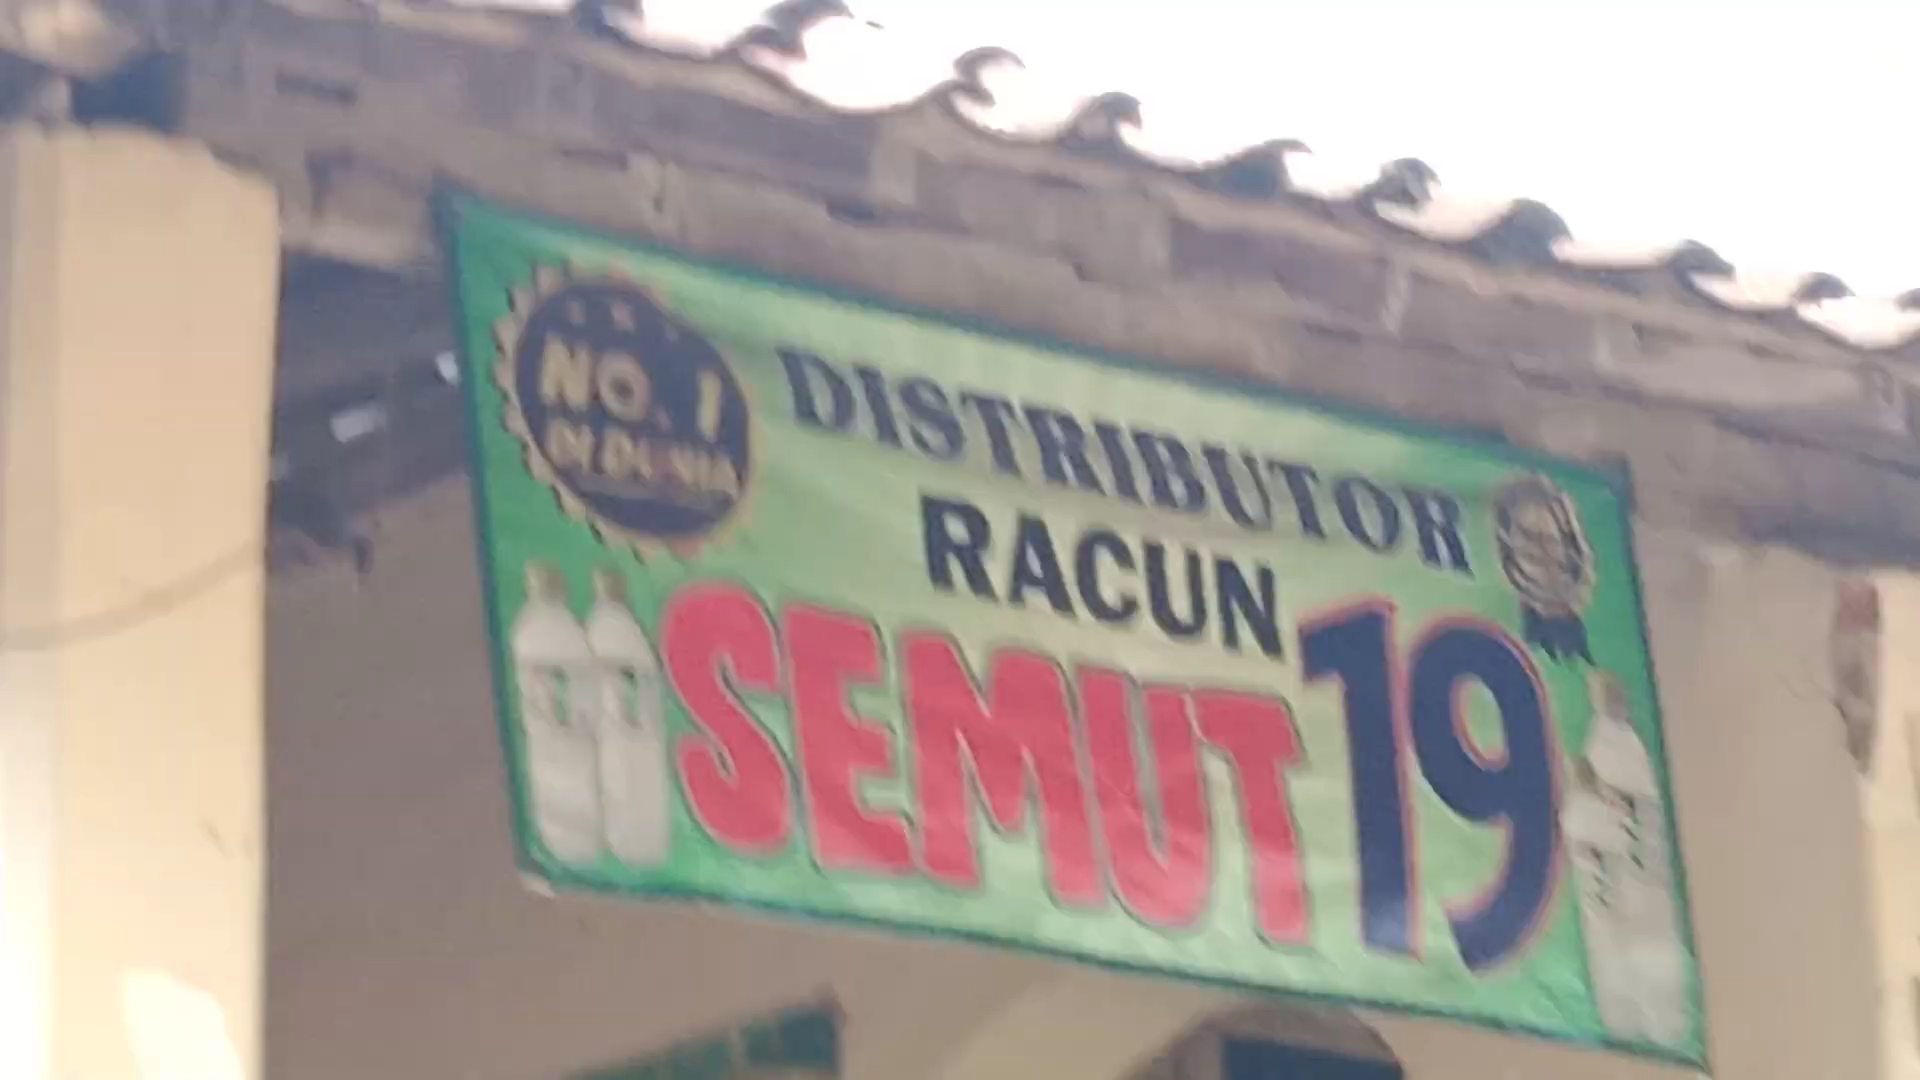 NO. 1
DI DUNIA
DISTRIBUTOR
RACUN
SEMUT 19